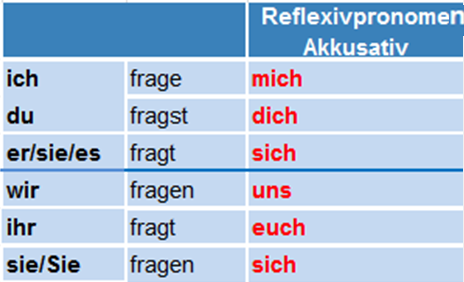 Reflexivpronomen
Akkusativ
ich frage mich
du fragst dich
er/sie/es fragt sich
wir fragen uns
ihr fragt euch
sie/Sie fragen sich